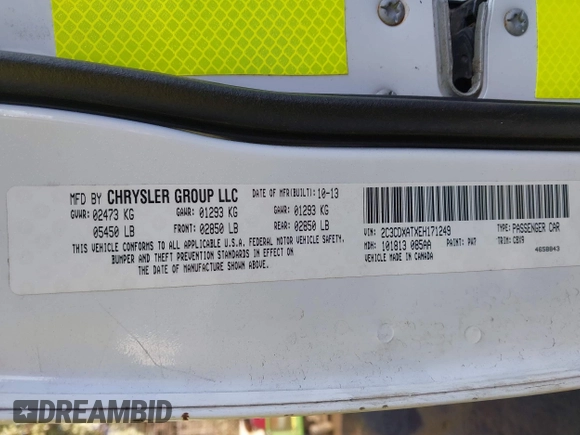 MFD BY CHRYSLER GROUP LLC DATE OF MFR(BUILT): 10-13
GVWR: 02473 KG GAWR: 01293 KG GAWR: 01293 KG
05450 LB FRONT: 02850 LB REAR: 02850 LB
THIS VEHICLE CONFORMS TO ALL APPLICABLE U.S.A. FEDERAL MOTOR VEHICLE SAFETY,
BUMPER AND THEFT PREVENTION STANDARDS IN EFFECT ON
THE DATE OF MANUFACTURE SHOWN ABOVE.
VIN: 2C3CDXATXEH171249 TYPE: PASSENGER CAR
MDH: 101813 085AA PAINT: PW7 TRIM: CBX9
VEHICLE MADE IN CANADA 4658843
DREAMBID